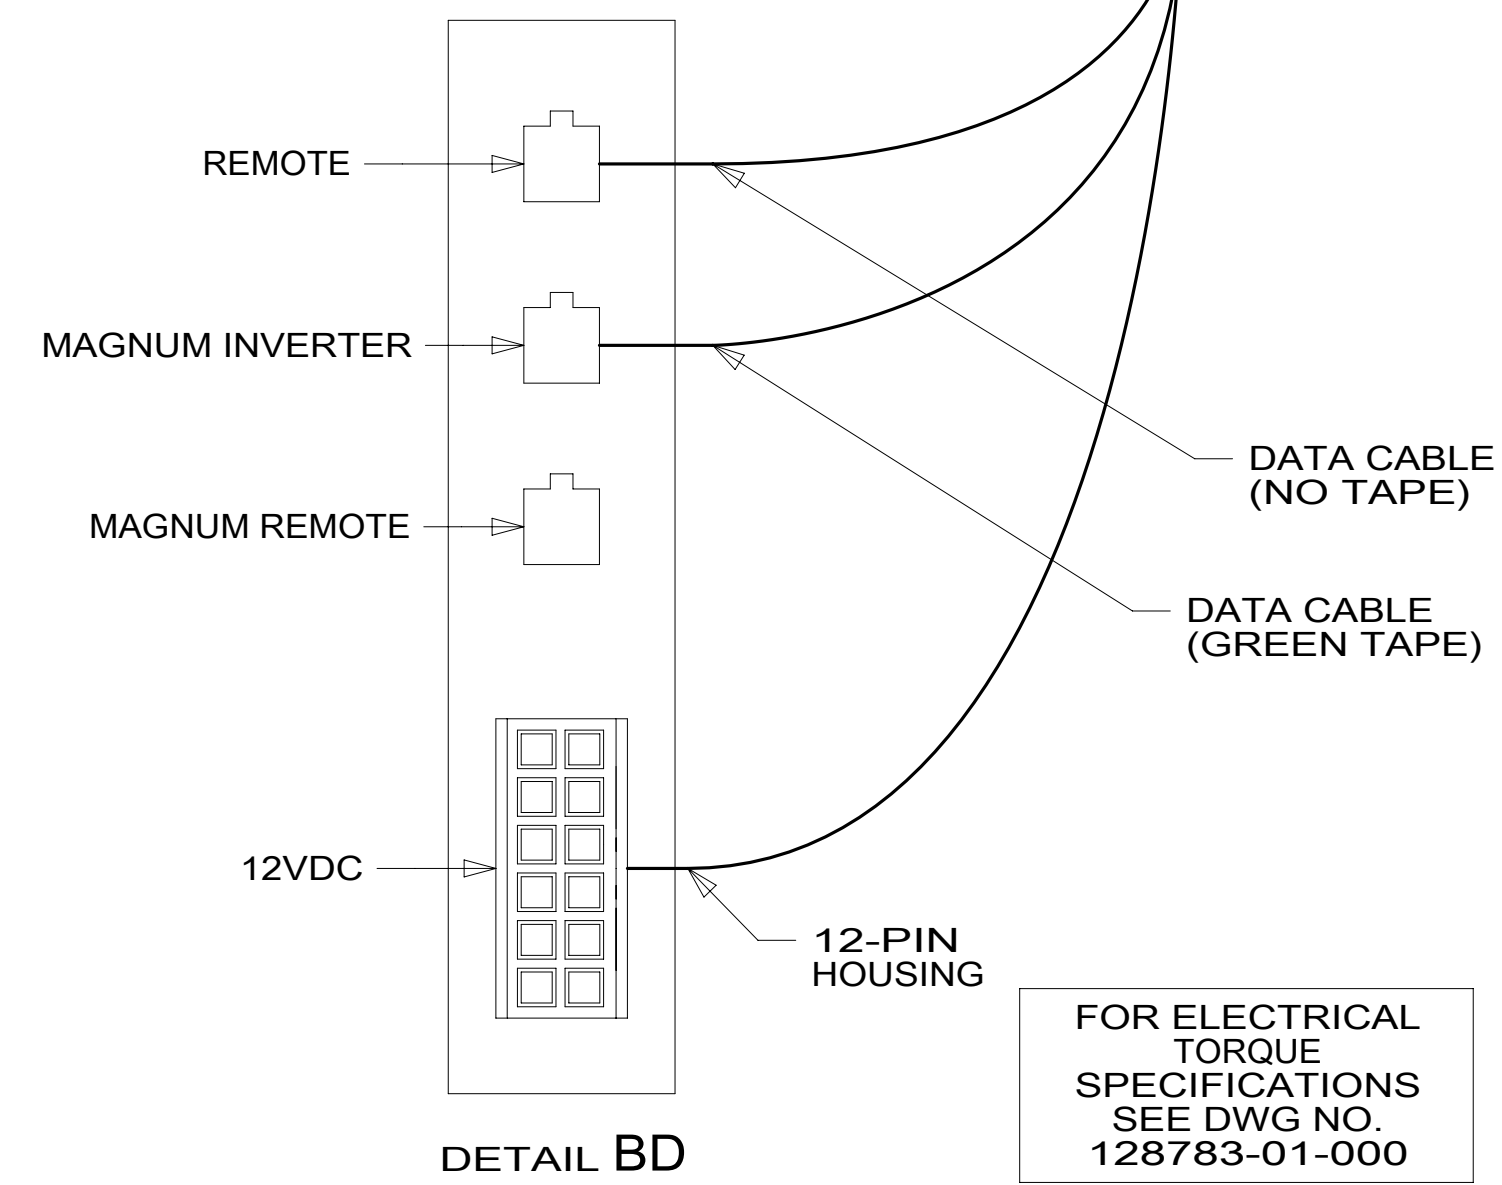 REMOTE
MAGNUM INVERTER
MAGNUM REMOTE
12VDC
DATA CABLE
(NO TAPE)
DATA CABLE
(GREEN TAPE)
12-PIN
HOUSING
FOR ELECTRICAL
TORQUE
SPECIFICATIONS
SEE DWG NO.
128783-01-000
DETAIL BD